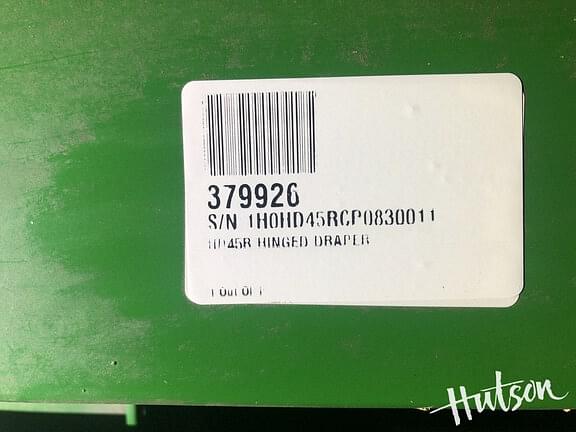 379926
S/N 1H0HD45RCP0830011
HD45R HINGED DRAPER
1 Out Of 1
Hutson